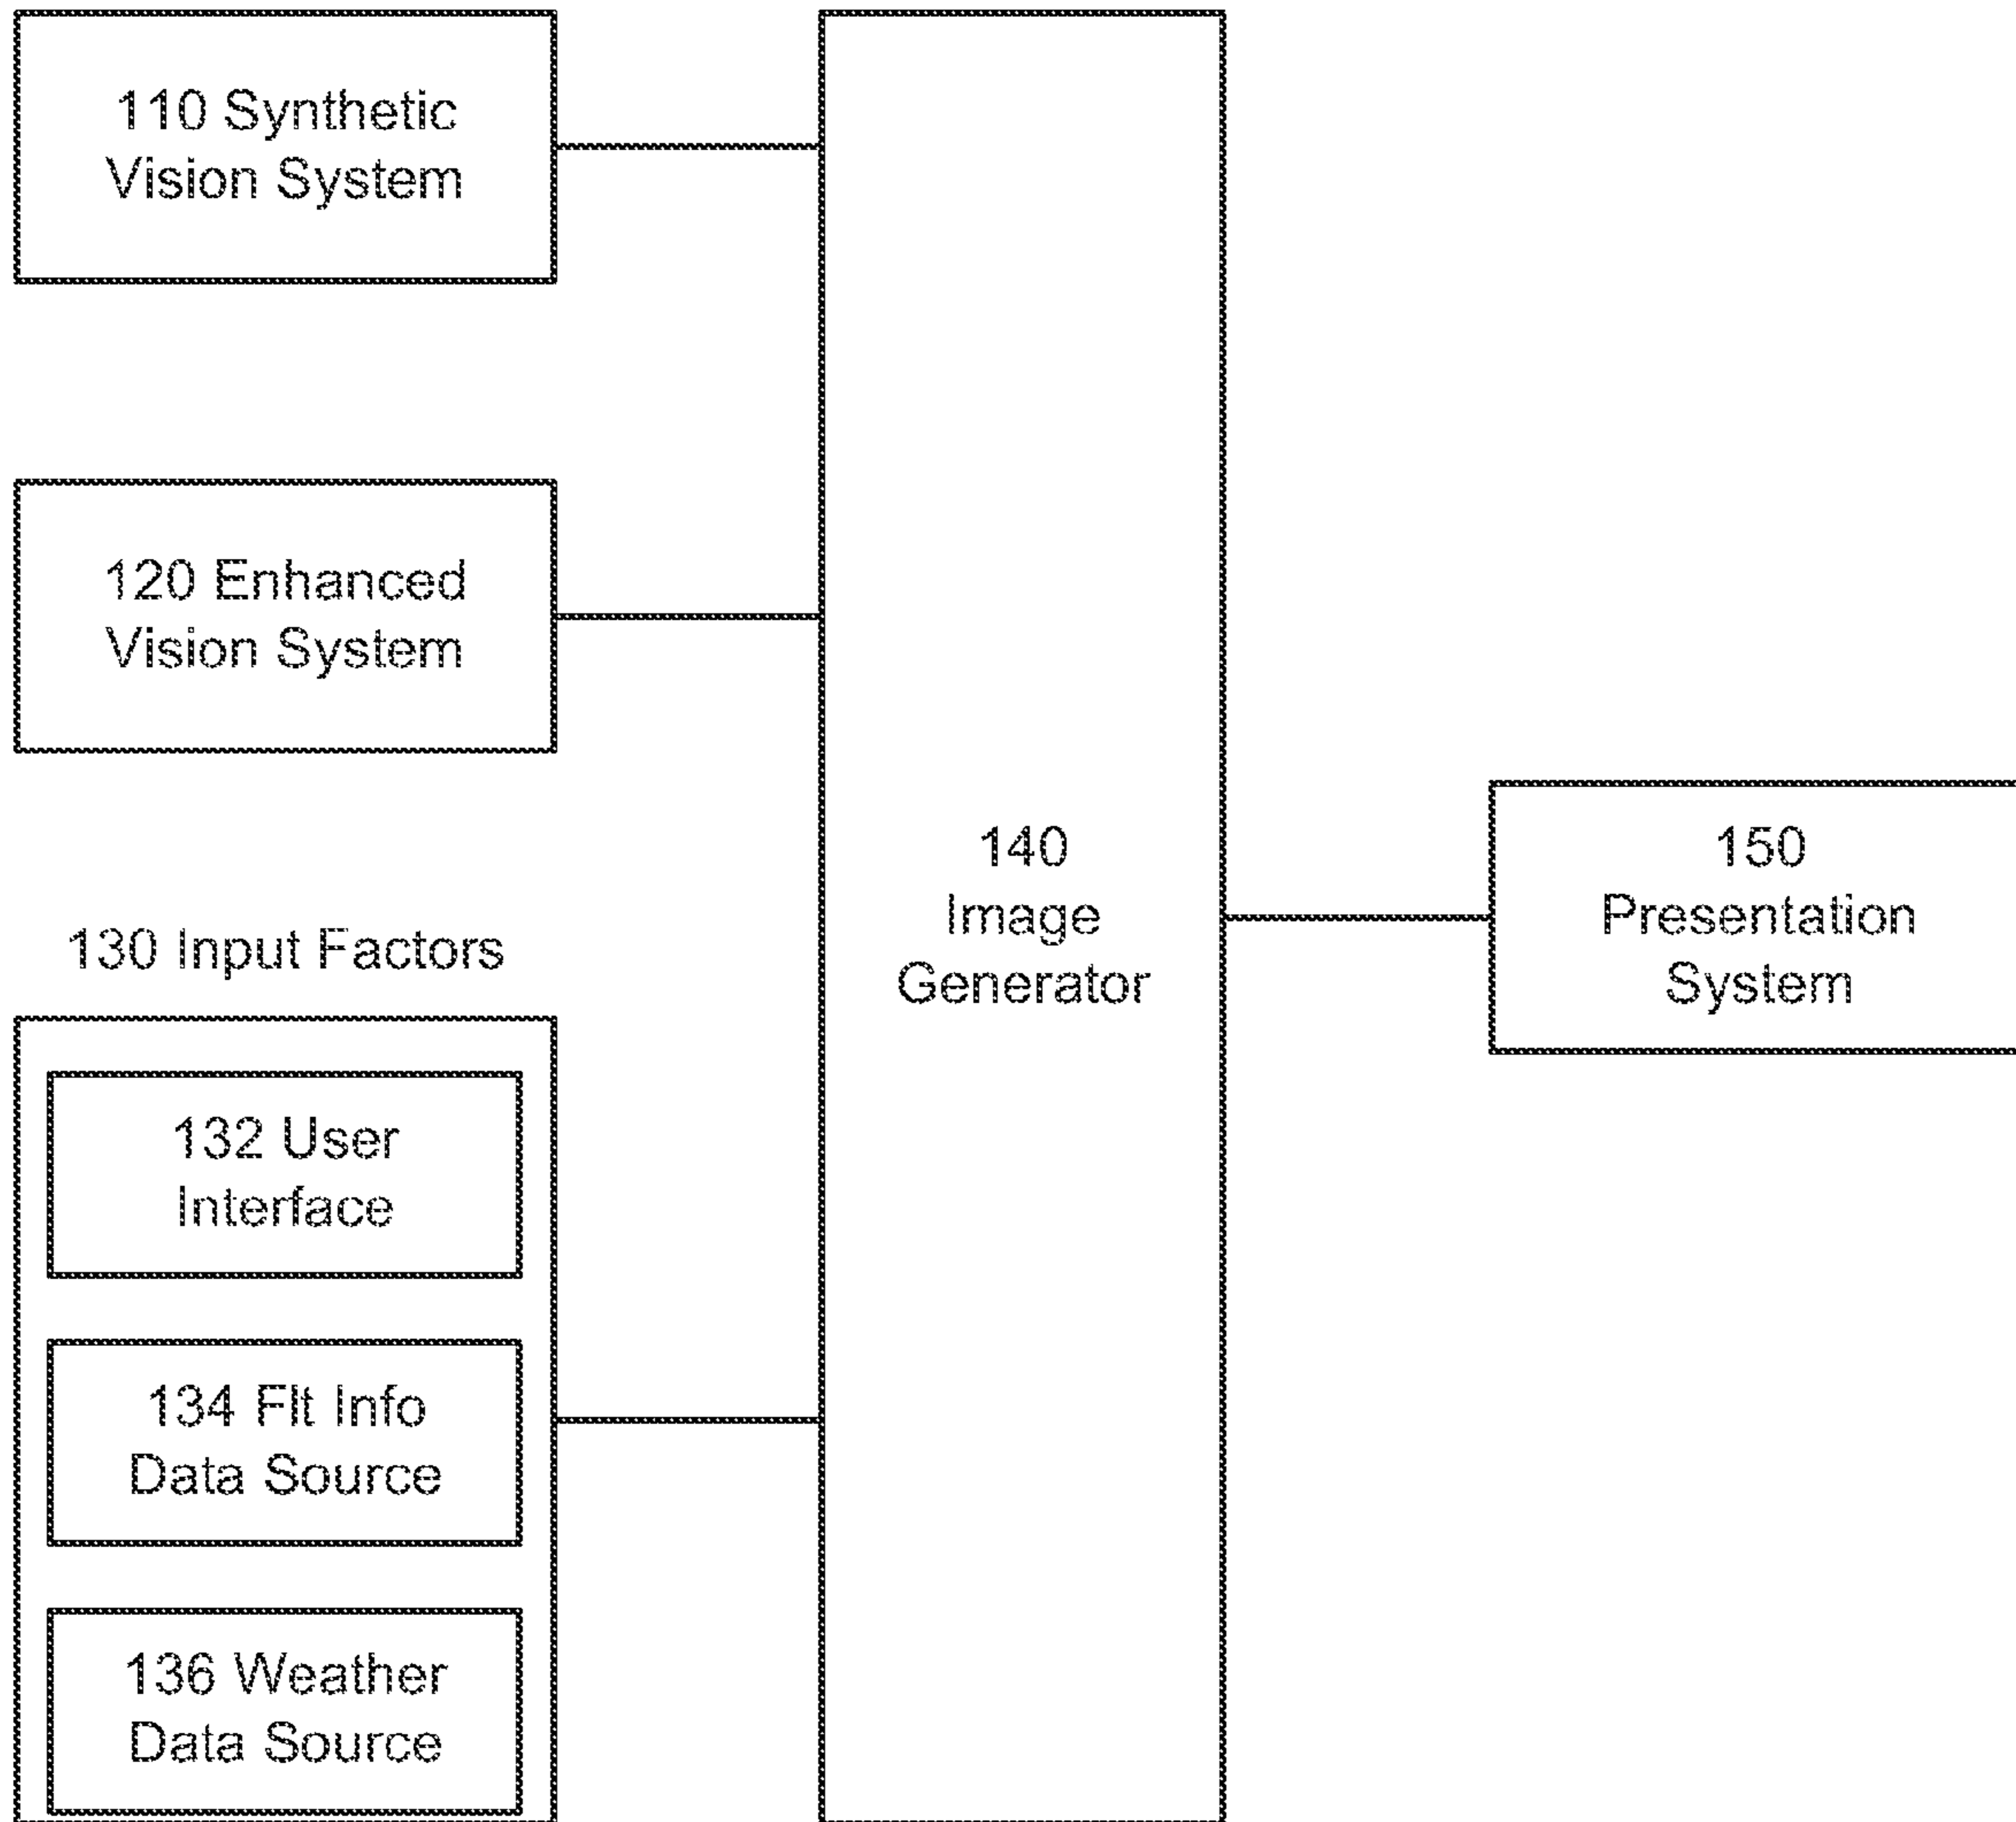 110 Synthetic
Vision System
120 Enhanced
Vision System
130 Input Factors
132 User
Interface
134 Flt Info
Data Source
136 Weather
Data Source
140
Image
Generator
150
Presentation
System